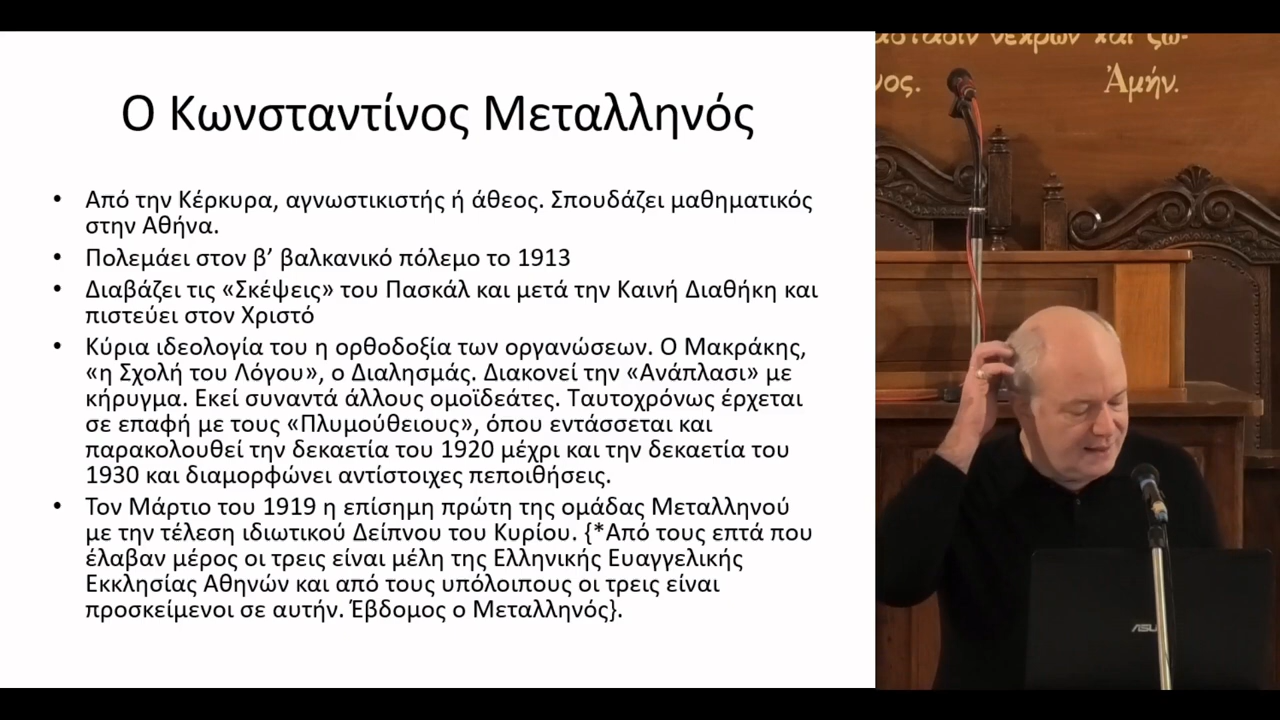 Ο Κωνσταντίνος Μεταλληνός
• Από την Κέρκυρα, αγνωστικιστής ή άθεος. Σπουδάζει μαθηματικός
στην Αθήνα.
• Πολεμάει στον β’ βαλκανικό πόλεμο το 1913
• Διαβάζει τις «Σκέψεις» του Πασκάλ και μετά την Καινή Διαθήκη και
πιστεύει στον Χριστό
• Κύρια ιδεολογία του η ορθοδοξία των οργανώσεων. Ο Μακράκης,
«η Σχολή του Λόγου», ο Διαλησμάς. Διακονεί την «Ανάπλασι» με
κήρυγμα. Εκεί συναντά άλλους ομοϊδεάτες. Ταυτοχρόνως έρχεται
σε επαφή με τους «Πλυμούθειους», όπου εντάσσεται και
παρακολουθεί την δεκαετία του 1920 μέχρι και την δεκαετία του
1930 και διαμορφώνει αντίστοιχες πεποιθήσεις.
• Τον Μάρτιο του 1919 η επίσημη πρώτη της ομάδας Μεταλληνού
με την τέλεση ιδιωτικού Δείπνου του Κυρίου. {*Από τους επτά που
έλαβαν μέρος οι τρεις είναι μέλη της Ελληνικής Ευαγγελικής
Εκκλησίας Αθηνών και από τους υπόλοιπους οι τρεις είναι
προσκείμενοι σε αυτήν. Έβδομος ο Μεταλληνός}.
νεκρῶν καὶ ζω-
Ἀμήν.
ASUS